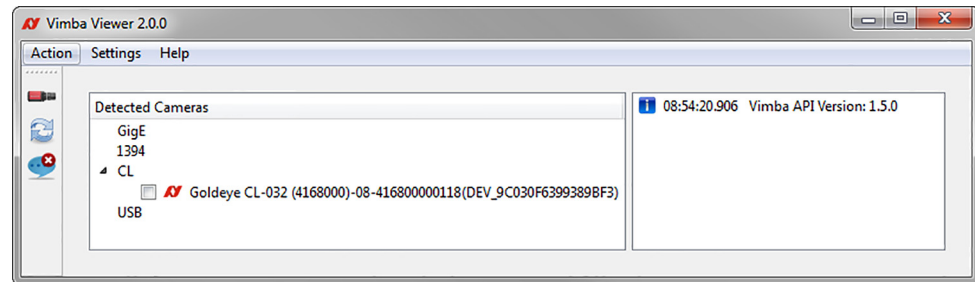 Vimba Viewer 2.0.0
Action Settings Help
Detected Cameras
GigE
1394
CL
Goldeye CL-032 (4168000)-08-416800000118(DEV_9C030F6399389BF3)
USB
08:54:20.906 Vimba API Version: 1.5.0